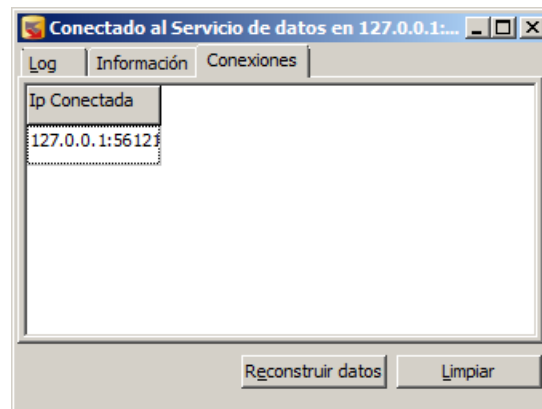 Conectado al Servicio de datos en 127.0.0.1:...
Log Información Conexiones
Ip Conectada
127.0.0.1:56121
Reconstruir datos Limpiar